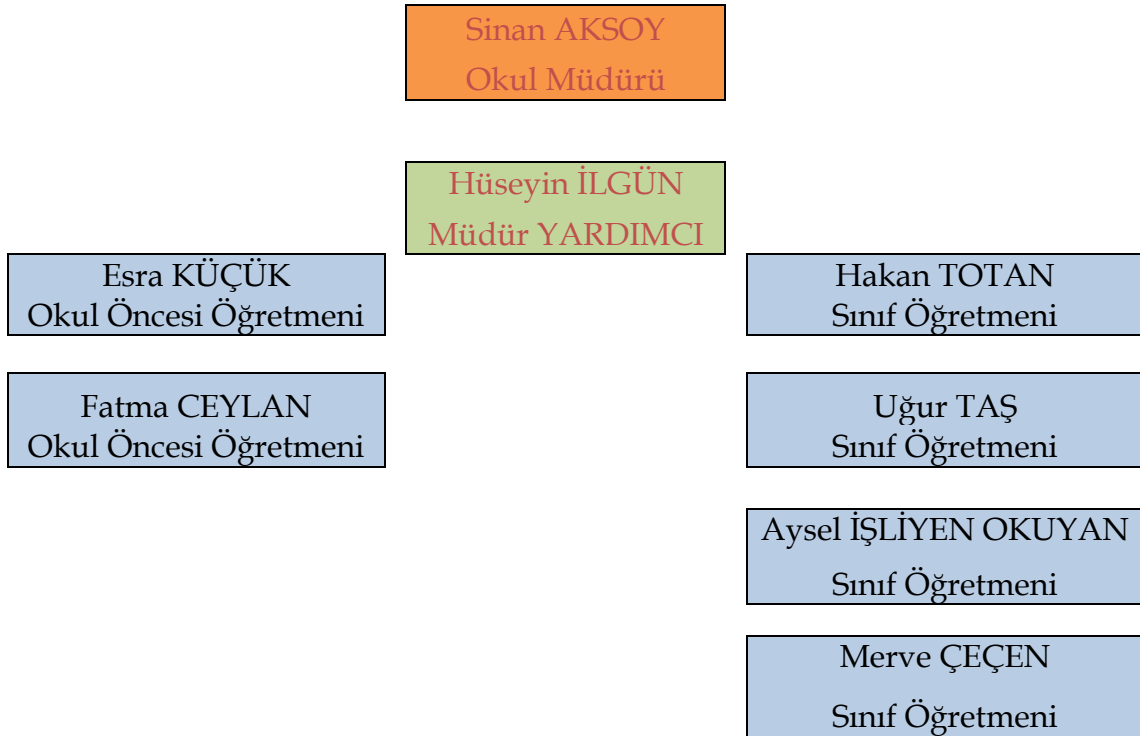 Sinan AKSOY
Okul Müdürü
Hüseyin İLGÜN
Müdür YARDIMCI
Esra KÜÇÜK
Okul Öncesi Öğretmeni
Hakan TOTAN
Sınıf Öğretmeni
Fatma CEYLAN
Okul Öncesi Öğretmeni
Uğur TAŞ
Sınıf Öğretmeni
Aysel İŞLİYEN OKUYAN
Sınıf Öğretmeni
Merve ÇEÇEN
Sınıf Öğretmeni